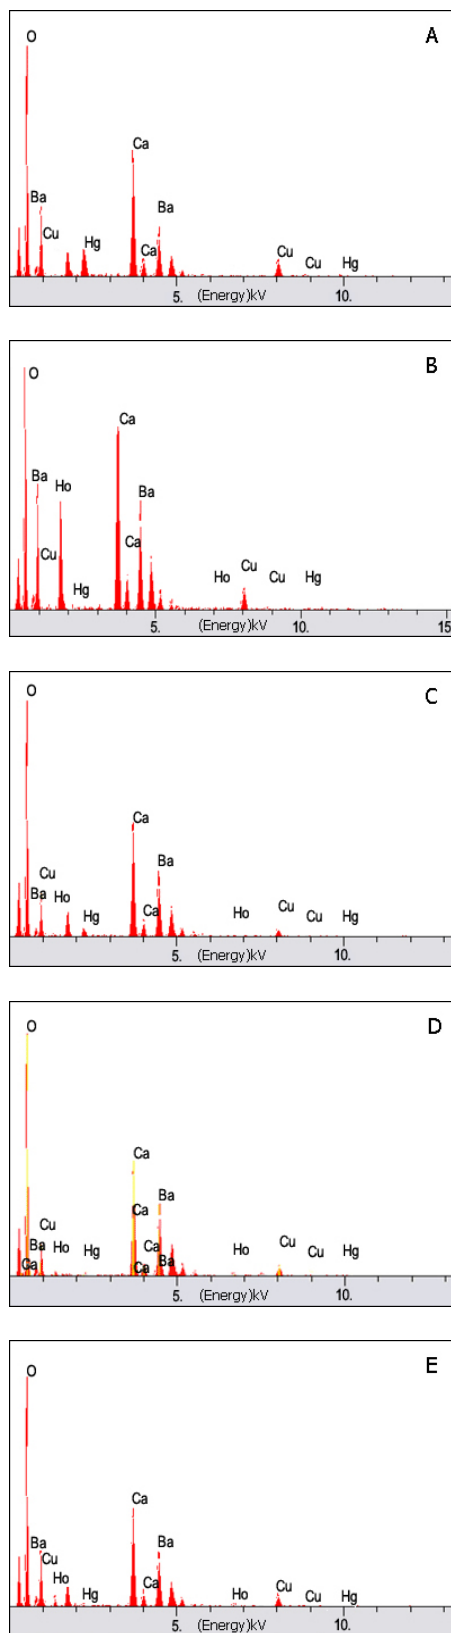 A
O
Ca
Ba
Ba
Cu
Hg
Ca
Cu
Cu
Hg
5.
(Energy)kV
10.
B
O
Ca
Ba
Ho
Ba
Ca
Cu
Hg
Ho
Cu
Cu
Hg
5.
(Energy)kV
10.
15
C
O
Ca
Ba
Cu
Ba
Ho
Hg
Ca
Ho
Cu
Cu
Hg
5.
(Energy)kV
10.
D
O
Ca
Ba
Ca
Cu
Ba
Ho
Hg
Ca
Ho
Cu
Cu
Hg
Ca
Ca
Ba
5.
(Energy)kV
10.
E
O
Ca
Ba
Ba
Cu
Ho
Hg
Ca
Ho
Cu
Cu
Hg
5.
(Energy)kV
10.